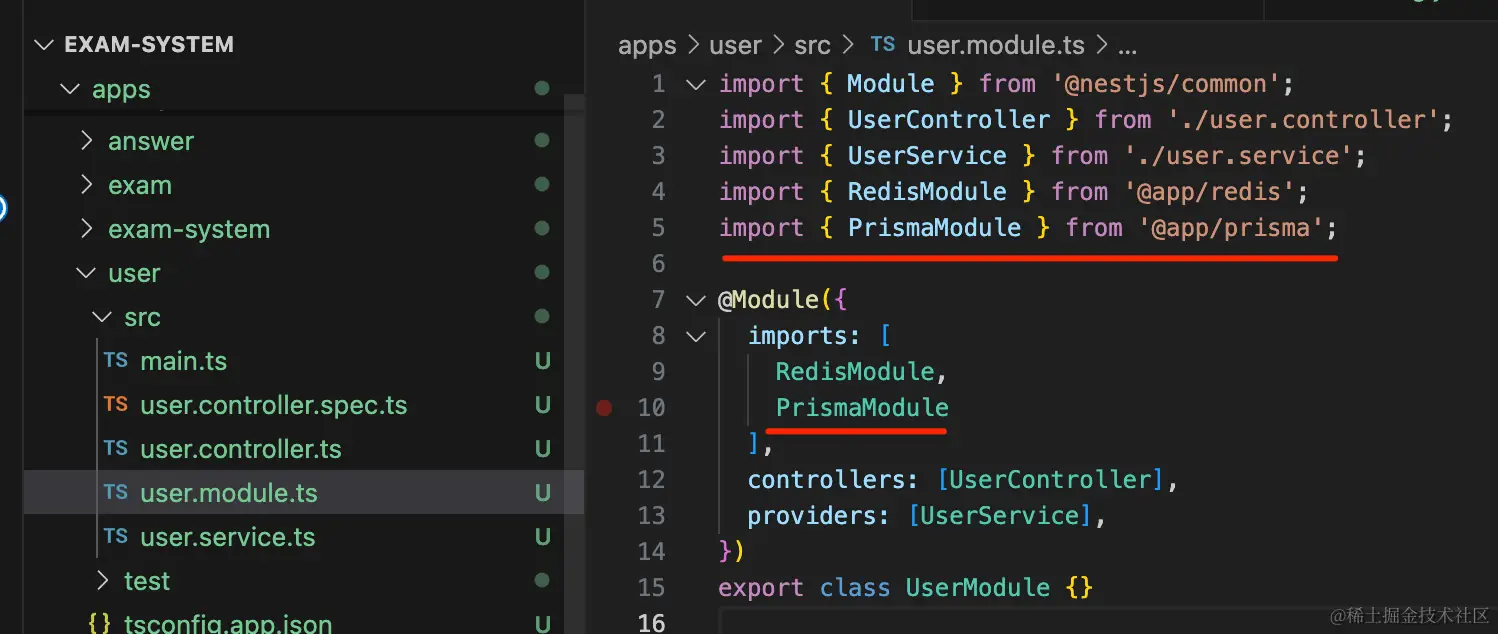 EXAM-SYSTEM
apps
answer
exam
exam-system
user
src
TS main.ts U
TS user.controller.spec.ts U
TS user.controller.ts U
TS user.module.ts U
TS user.service.ts U
test
{} tsconfig.app.json U
apps > user > src > TS user.module.ts > ...
1 import { Module } from '@nestjs/common';
2 import { UserController } from './user.controller';
3 import { UserService } from './user.service';
4 import { RedisModule } from '@app/redis';
5 import { PrismaModule } from '@app/prisma';
6
7 @Module({
8 imports: [
9 RedisModule,
10 PrismaModule
11 ],
12 controllers: [UserController],
13 providers: [UserService],
14 })
15 export class UserModule {}
16
@稀土掘金技术社区